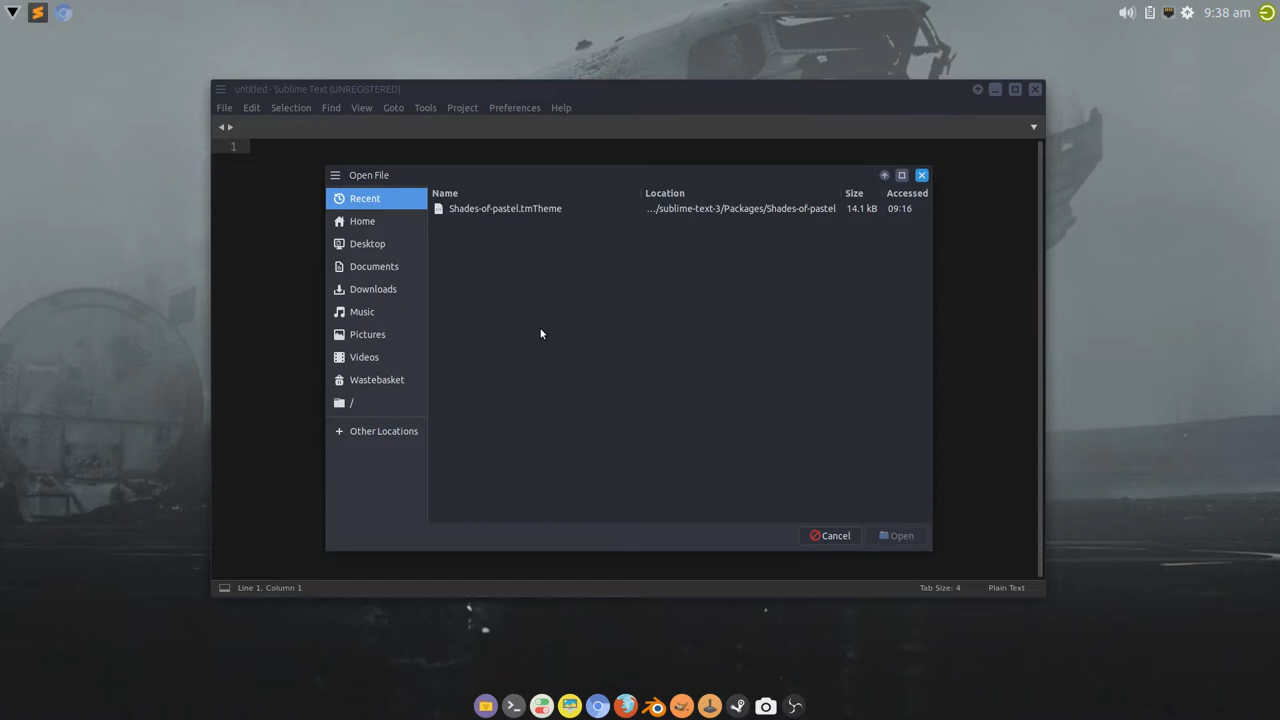 9:38 am
untitled - Sublime Text (UNREGISTERED)
File Edit Selection Find View Goto Tools Project Preferences Help
1
Open File
Name Location Size Accessed
Recent
Shades-of-pastel.tmTheme …/sublime-text-3/Packages/Shades-of-pastel 14.1 kB 09:16
Home
Desktop
Documents
Downloads
Music
Pictures
Videos
Wastebasket
/
Other Locations
Cancel Open
Line 1, Column 1 Tab Size: 4 Plain Text